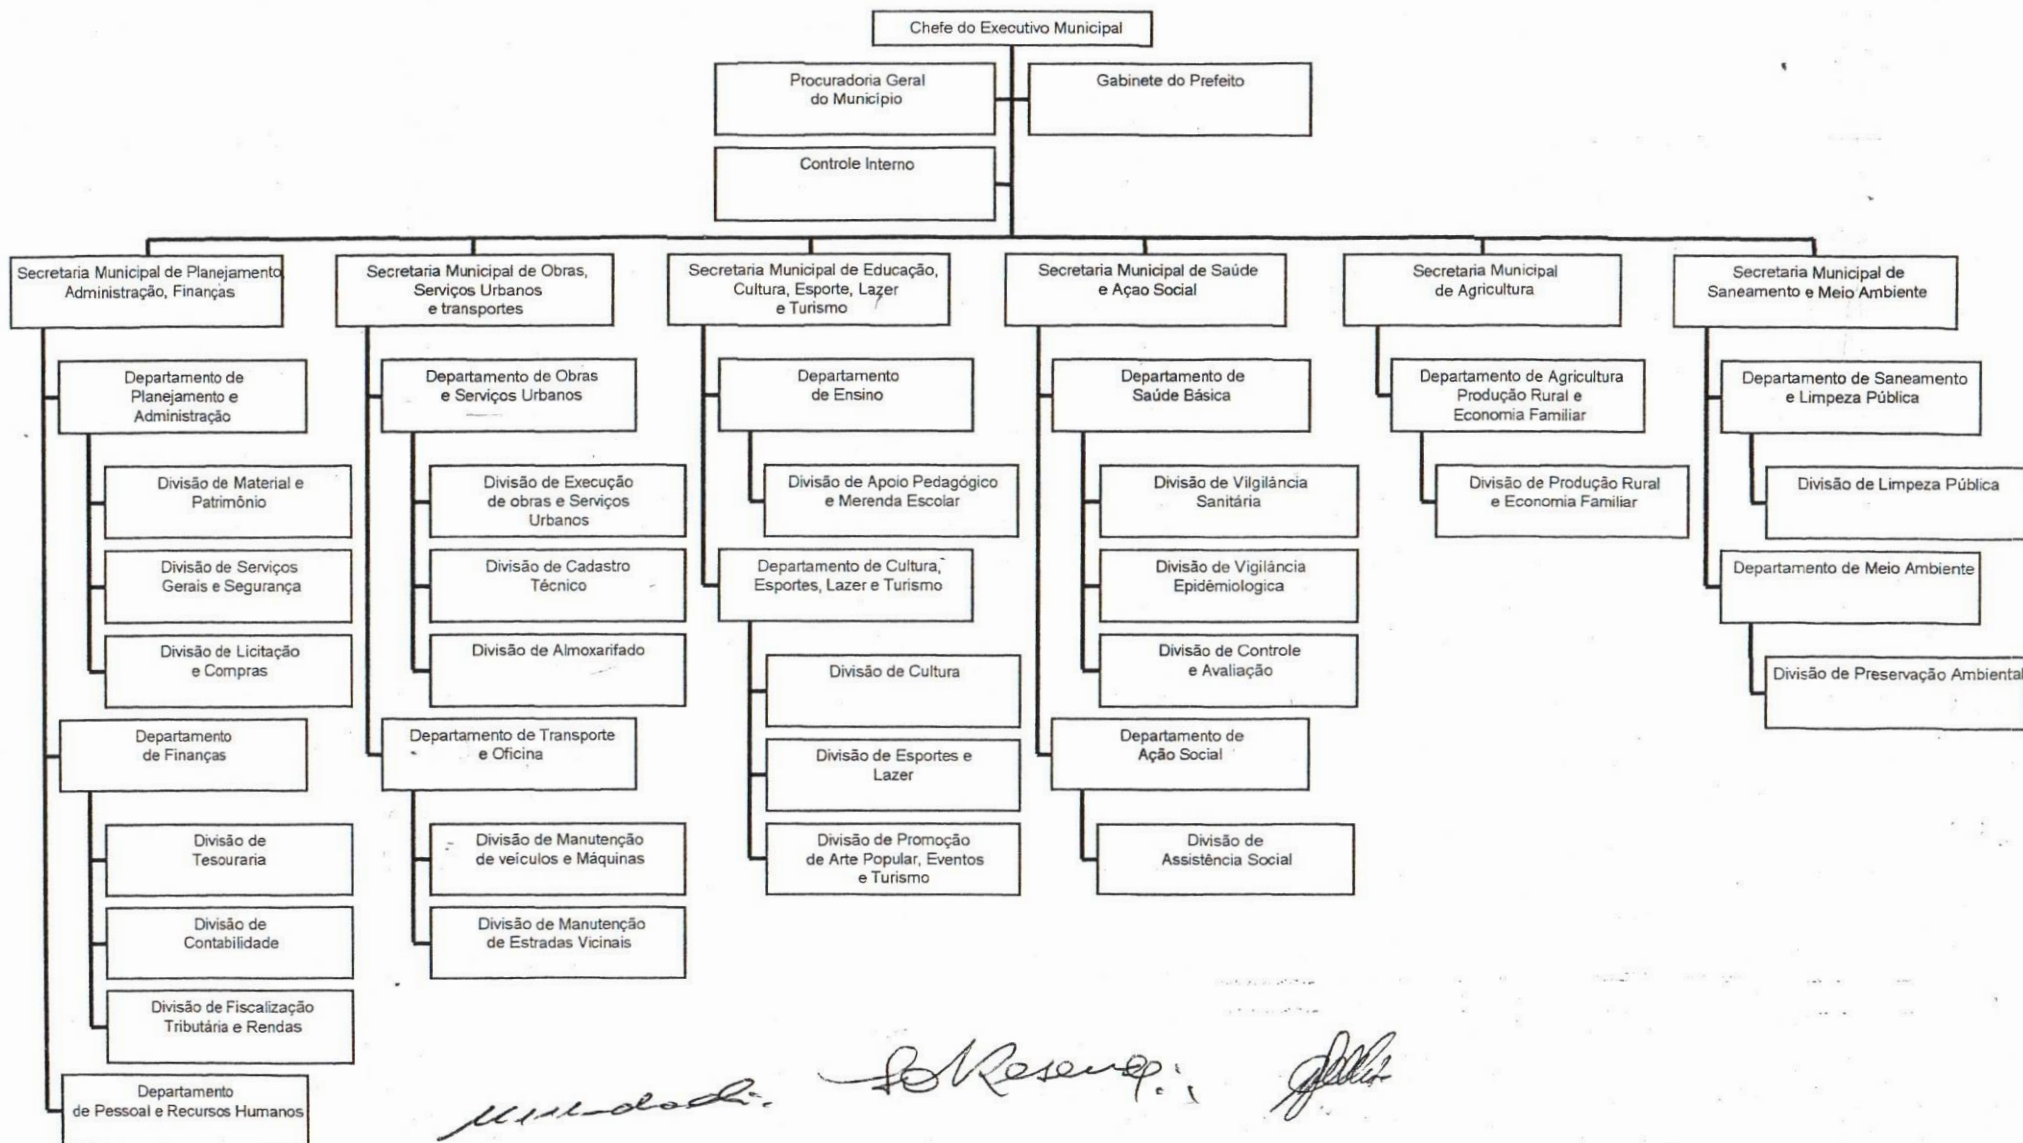 Chefe do Executivo Municipal
Procuradoria Geral
do Município
Gabinete do Prefeito
Controle Interno
Secretaria Municipal de Planejamento
Administração, Finanças
Departamento de
Planejamento e
Administração
Divisão de Material e
Patrimônio
Divisão de Serviços
Gerais e Segurança
Divisão de Licitação
e Compras
Departamento
de Finanças
Divisão de
Tesouraria
Divisão de
Contabilidade
Divisão de Fiscalização
Tributária e Rendas
Departamento
de Pessoal e Recursos Humanos
Secretaria Municipal de Obras,
Serviços Urbanos
e transportes
Departamento de Obras
e Serviços Urbanos
Divisão de Execução
de obras e Serviços
Urbanos
Divisão de Cadastro
Técnico
Divisão de Almoxarifado
Departamento de Transporte
e Oficina
Divisão de Manutenção
de veículos e Máquinas
Divisão de Manutenção
de Estradas Vicinais
Secretaria Municipal de Educação,
Cultura, Esporte, Lazer
e Turismo
Departamento
de Ensino
Divisão de Apoio Pedagógico
e Merenda Escolar
Departamento de Cultura,
Esportes, Lazer e Turismo
Divisão de Cultura
Divisão de Esportes e
Lazer
Divisão de Promoção
de Arte Popular, Eventos
e Turismo
Secretaria Municipal de Saúde
e Açao Social
Departamento de
Saúde Básica
Divisão de Vilgilância
Sanitária
Divisão de Vigilância
Epidêmiologica
Divisão de Controle
e Avaliação
Departamento de
Ação Social
Divisão de
Assistência Social
Secretaria Municipal
de Agricultura
Departamento de Agricultura
Produção Rural e
Economia Familiar
Divisão de Produção Rural
e Economia Familiar
Secretaria Municipal de
Saneamento e Meio Ambiente
Departamento de Saneamento
e Limpeza Pública
Divisão de Limpeza Pública
Departamento de Meio Ambiente
Divisão de Preservação Ambiental